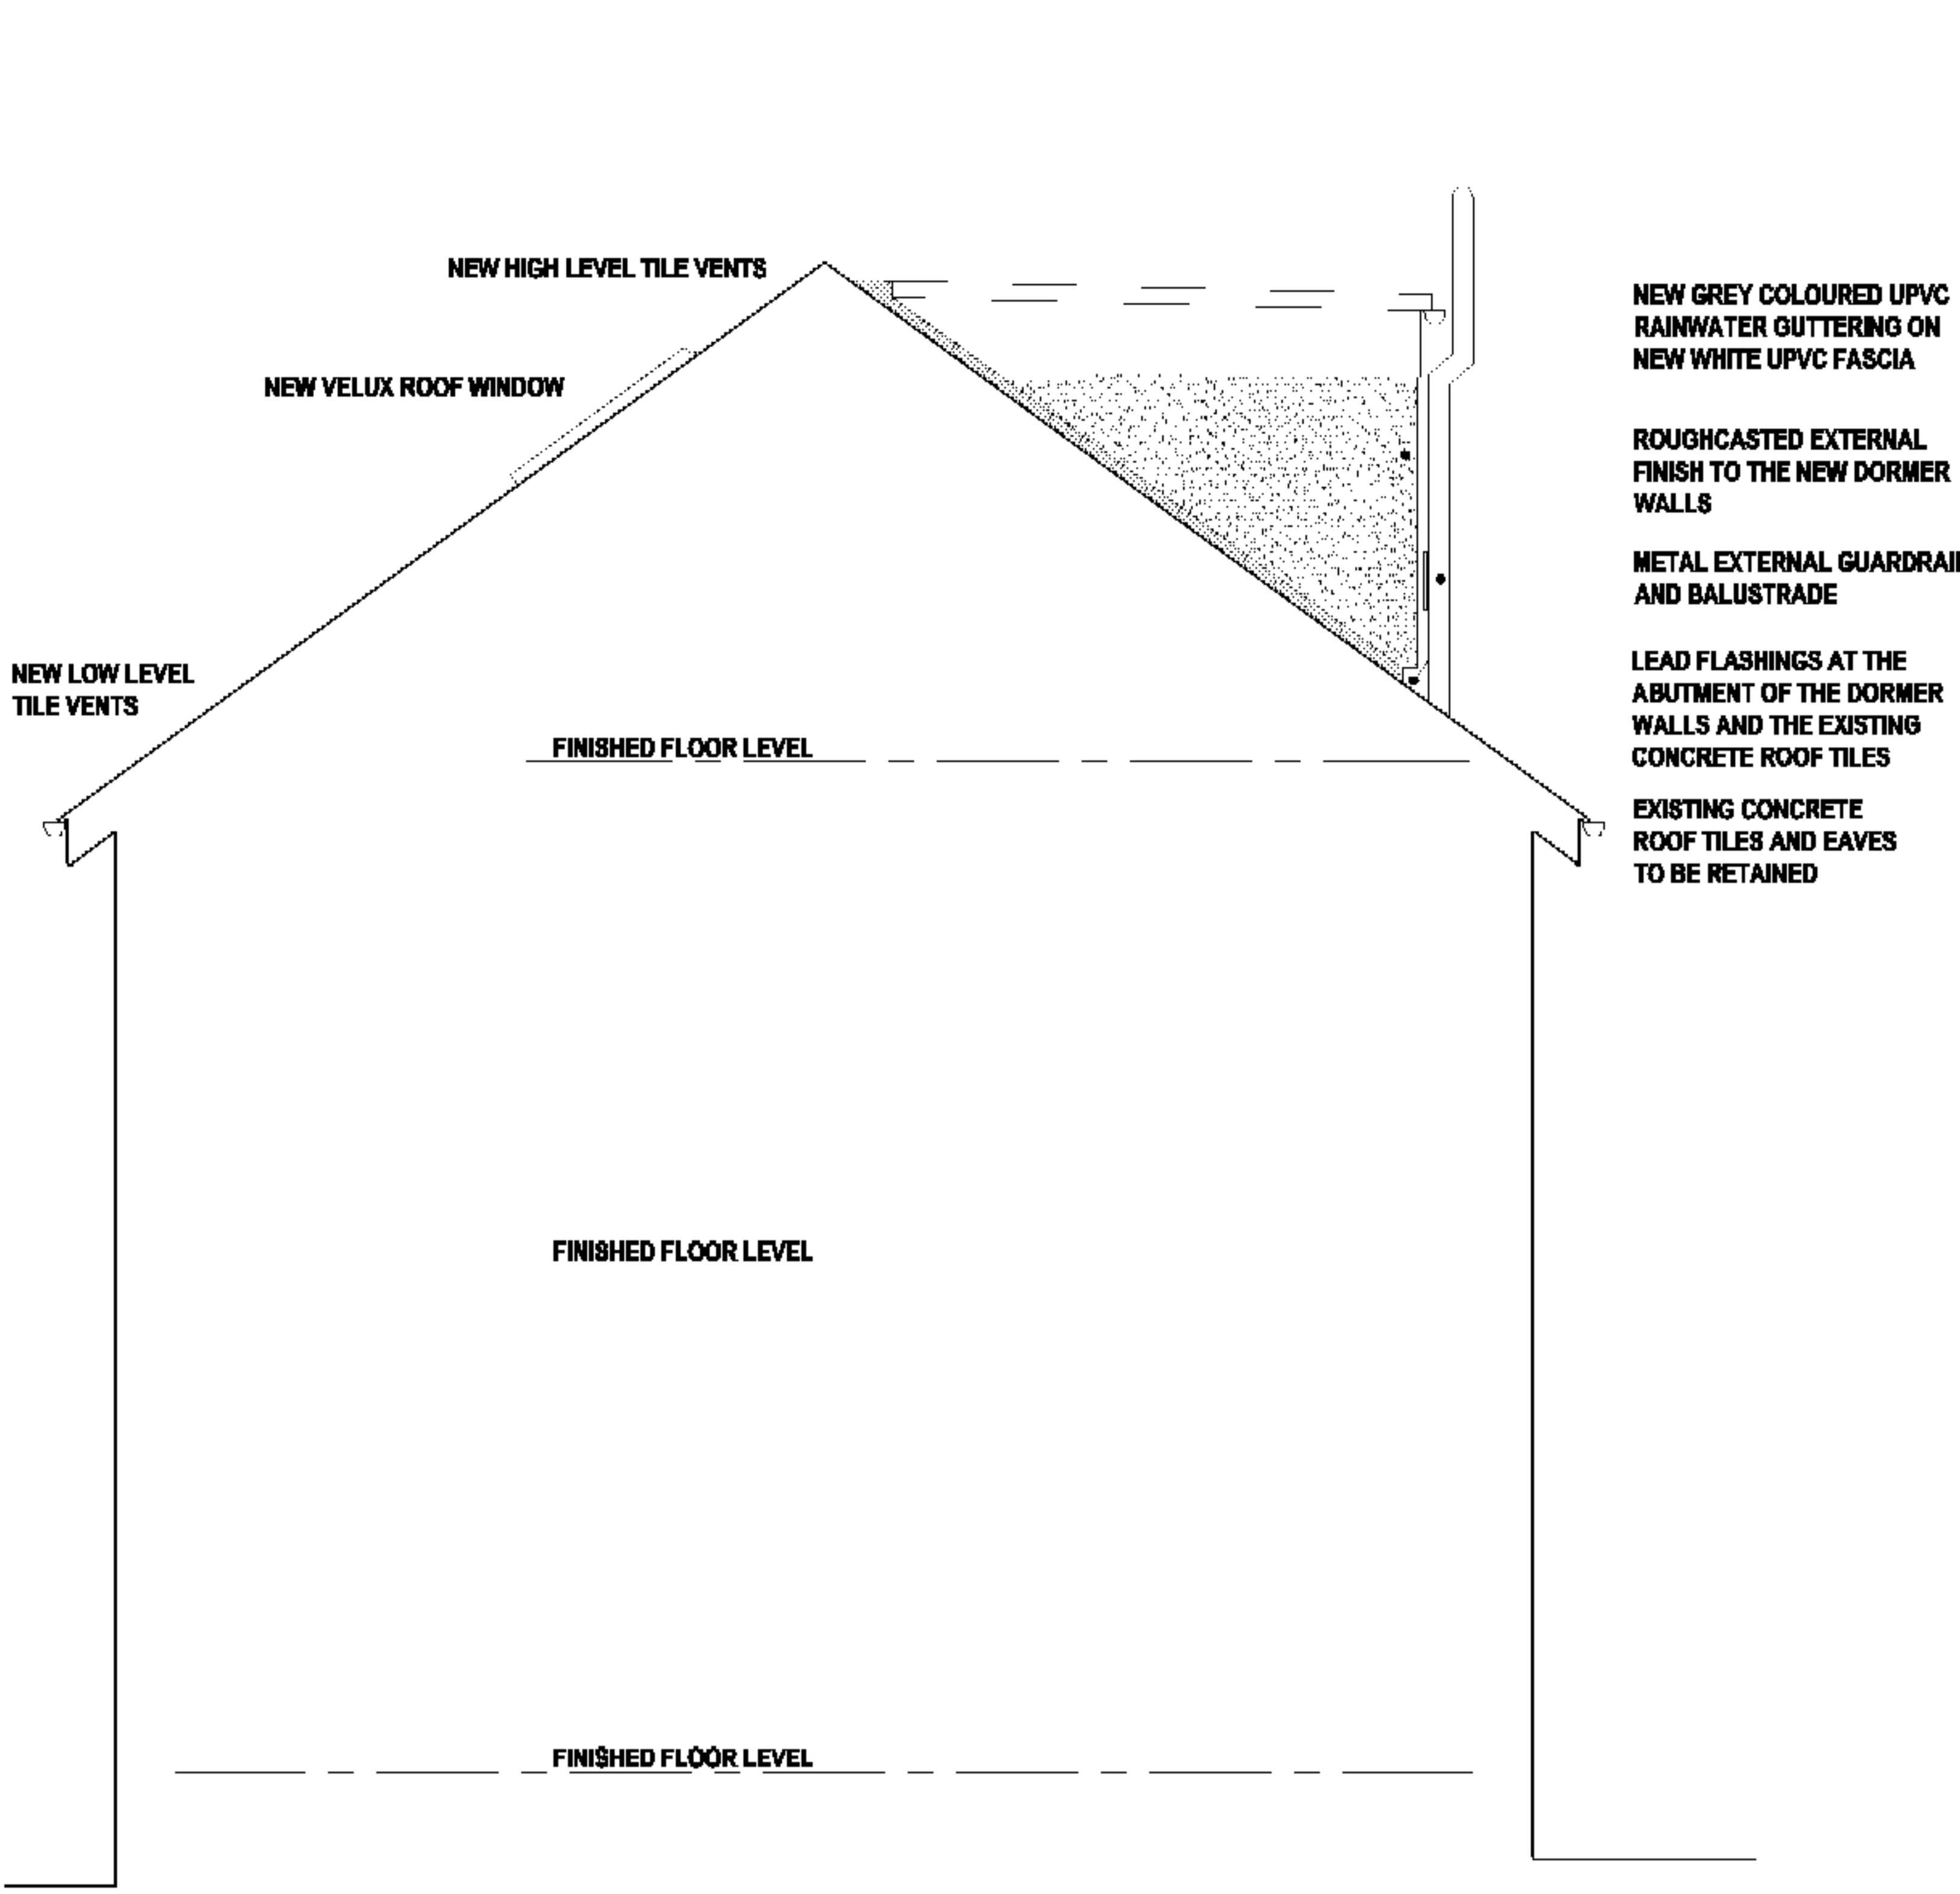 NEW HIGH LEVEL TILE VENTS
NEW VELUX ROOF WINDOW
NEW LOW LEVEL
TILE VENTS
FINISHED FLOOR LEVEL
FINISHED FLOOR LEVEL
FINISHED FLOOR LEVEL
NEW GREY COLOURED UPVC
RAINWATER GUTTERING ON
NEW WHITE UPVC FASCIA
ROUGHCASTED EXTERNAL
FINISH TO THE NEW DORMER
WALLS
METAL EXTERNAL GUARDRAIL
AND BALUSTRADE
LEAD FLASHINGS AT THE
ABUTMENT OF THE DORMER
WALLS AND THE EXISTING
CONCRETE ROOF TILES
EXISTING CONCRETE
ROOF TILES AND EAVES
TO BE RETAINED